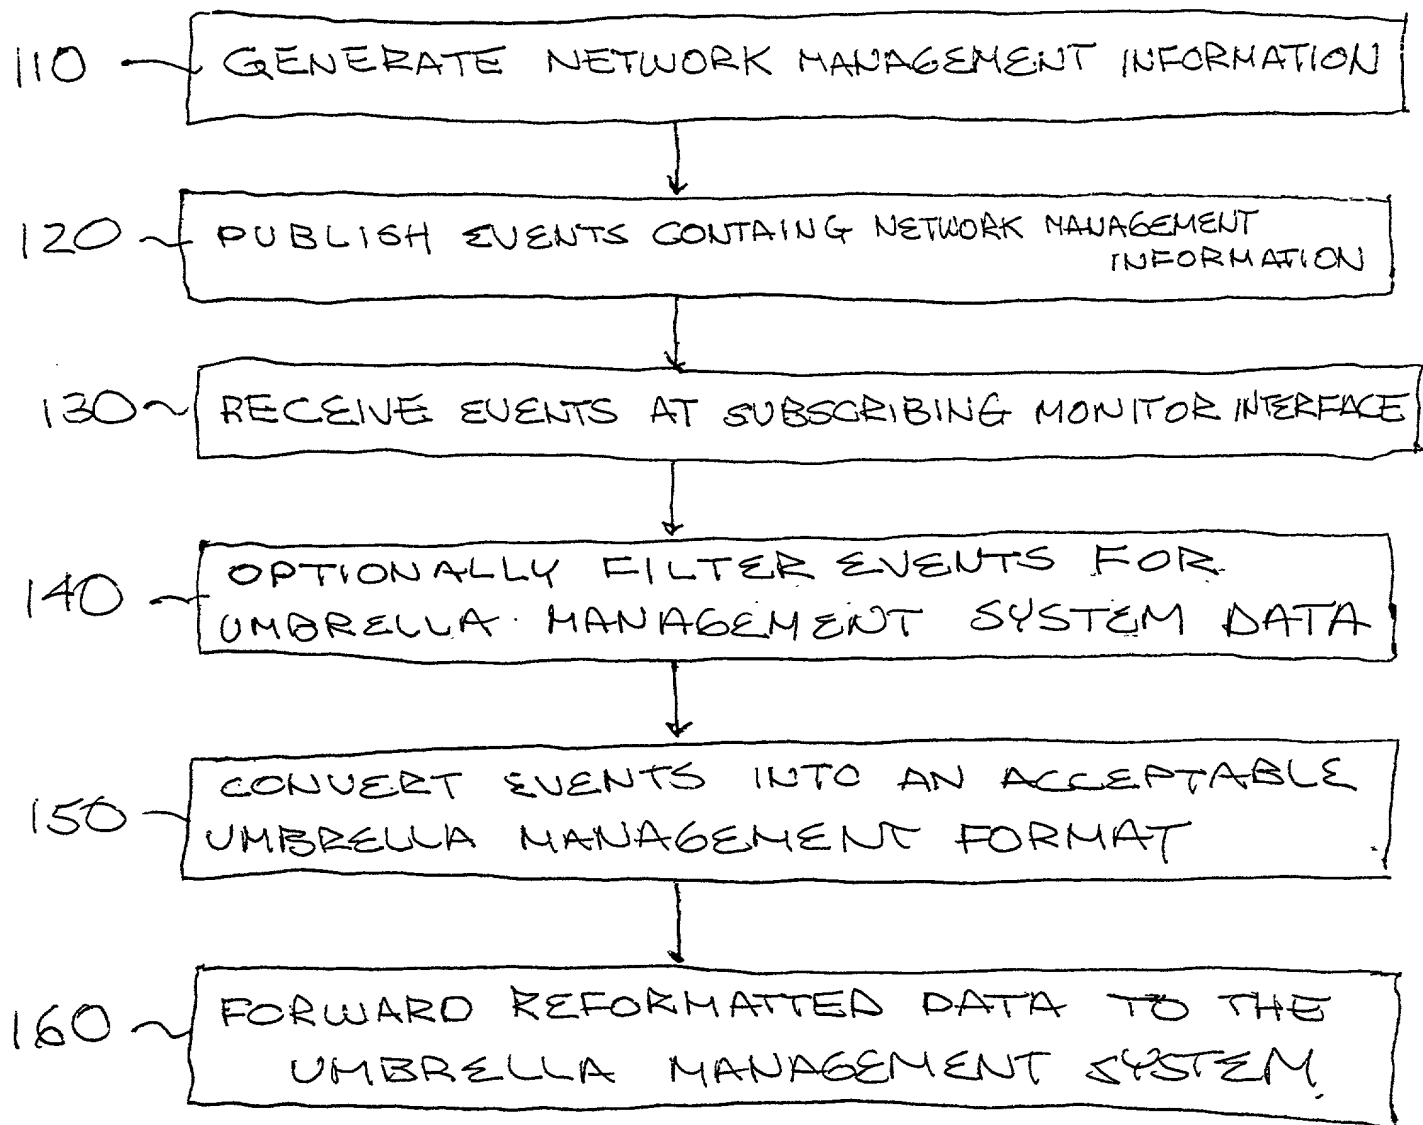 110 GENERATE NETWORK MANAGEMENT INFORMATION
120 PUBLISH EVENTS CONTAING NETWORK MANAGEMENT
INFORMATION
130 RECEIVE EVENTS AT SUBSCRIBING MONITOR INTERFACE
140 OPTIONALLY FILTER EVENTS FOR
UMBRELLA MANAGEMENT SYSTEM DATA
150 CONVERT EVENTS INTO AN ACCEPTABLE
UMBRELLA MANAGEMENT FORMAT
160 FORWARD REFORMATTED DATA TO THE
UMBRELLA MANAGEMENT SYSTEM.